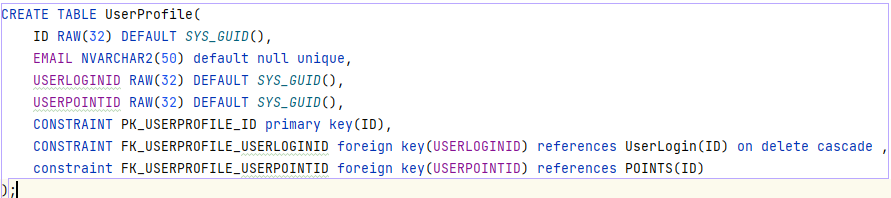 CREATE TABLE UserProfile(
    ID RAW(32) DEFAULT SYS_GUID(),
    EMAIL NVARCHAR2(50) default null unique,
    USERLOGINID RAW(32) DEFAULT SYS_GUID(),
    USERPOINTID RAW(32) DEFAULT SYS_GUID(),
    CONSTRAINT PK_USERPROFILE_ID primary key(ID),
    CONSTRAINT FK_USERPROFILE_USERLOGINID foreign key(USERLOGINID) references UserLogin(ID) on delete cascade ,
    constraint FK_USERPROFILE_USERPOINTID foreign key(USERPOINTID) references POINTS(ID)
);